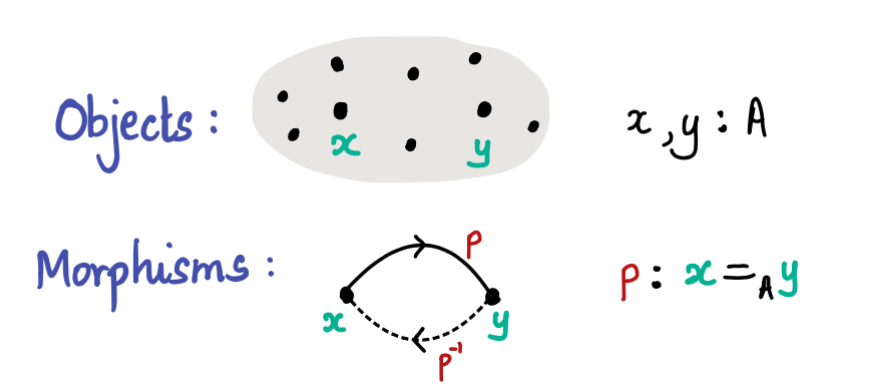 Objects :
x y
x , y : A
Morphisms :
p
x y
p⁻¹
p : x =_A y